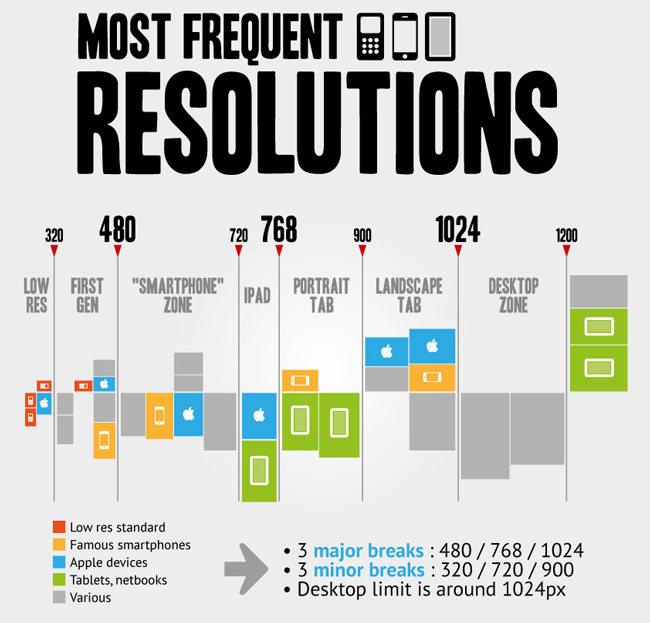 MOST FREQUENT
RESOLUTIONS
320
480
720
768
900
1024
1200
LOW
RES
FIRST
GEN
"SMARTPHONE"
ZONE
IPAD
PORTRAIT
TAB
LANDSCAPE
TAB
DESKTOP
ZONE
Low res standard
Famous smartphones
Apple devices
Tablets, netbooks
Various
• 3 major breaks : 480 / 768 / 1024
• 3 minor breaks : 320 / 720 / 900
• Desktop limit is around 1024px